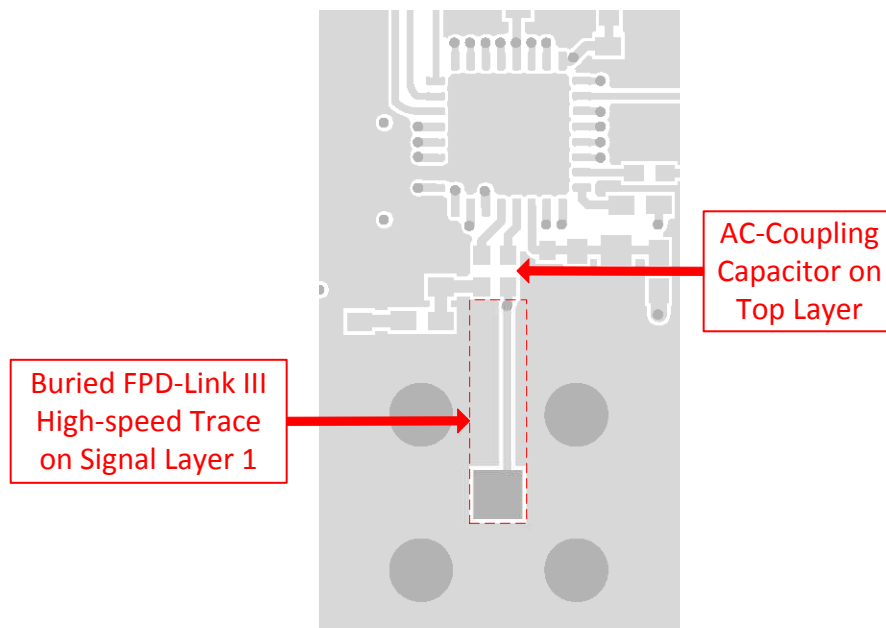 AC-Coupling
Capacitor on
Top Layer
Buried FPD-Link III
High-speed Trace
on Signal Layer 1